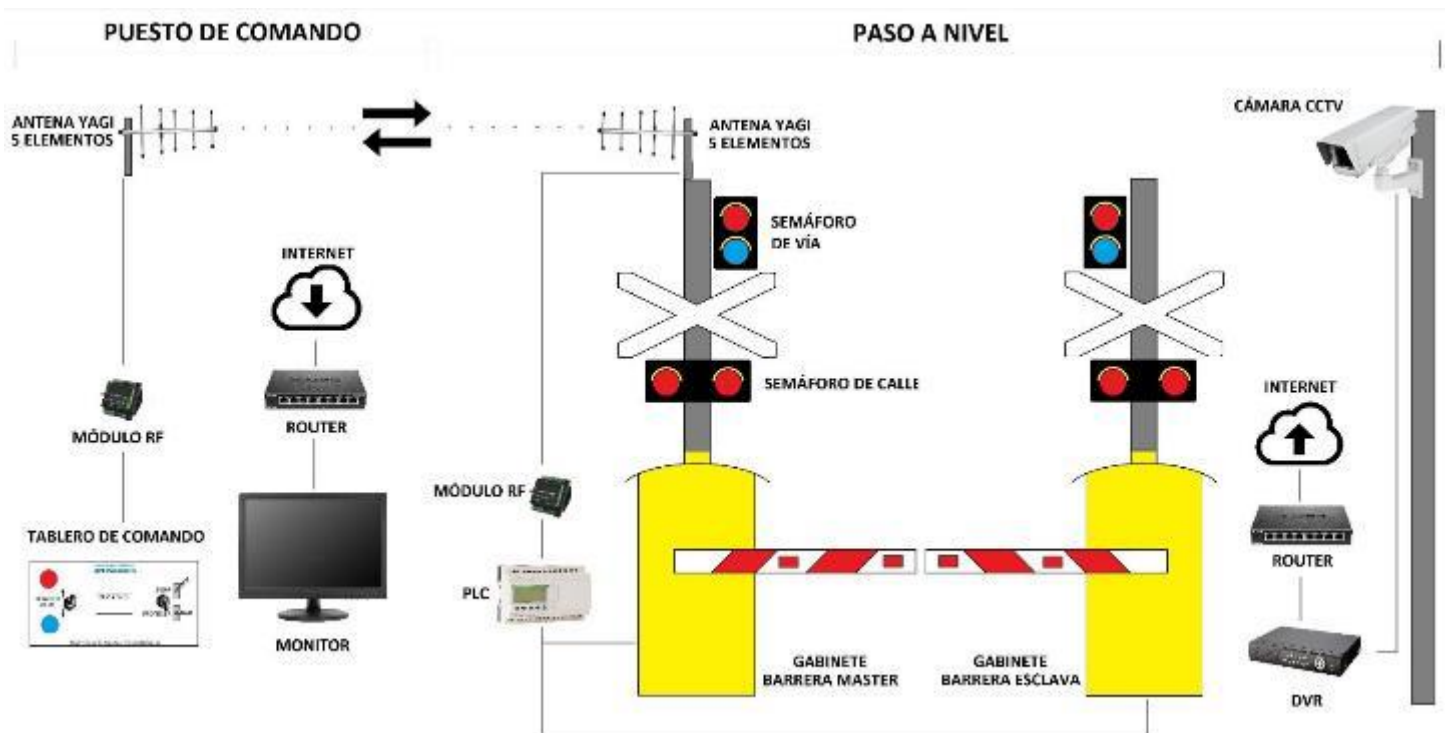 PUESTO DE COMANDO
PASO A NIVEL
ANTENA YAGI
5 ELEMENTOS
ANTENA YAGI
5 ELEMENTOS
CÁMARA CCTV
SEMÁFORO
DE VÍA
INTERNET
SEMÁFORO DE CALLE
INTERNET
ROUTER
MÓDULO RF
MÓDULO RF
TABLERO DE COMANDO
ROUTER
PLC
MONITOR
GABINETE
BARRERA MASTER
GABINETE
BARRERA ESCLAVA
DVR